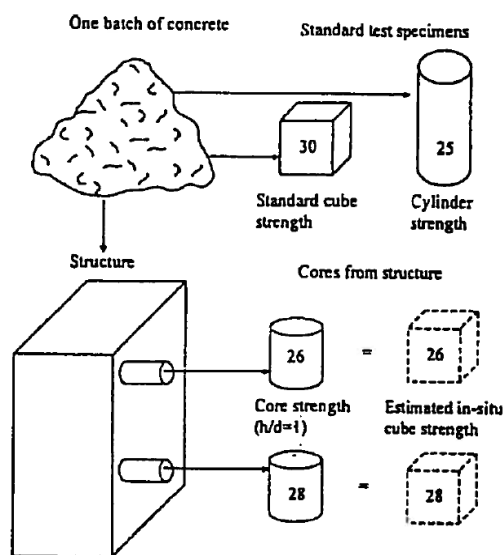 One batch of concrete
Standard test specimens
30
25
Standard cube
strength
Cylinder
strength
Structure
Cores from structure
26
=
26
Core strength
(h/d=1)
Estimated in-situ
cube strength
28
=
28